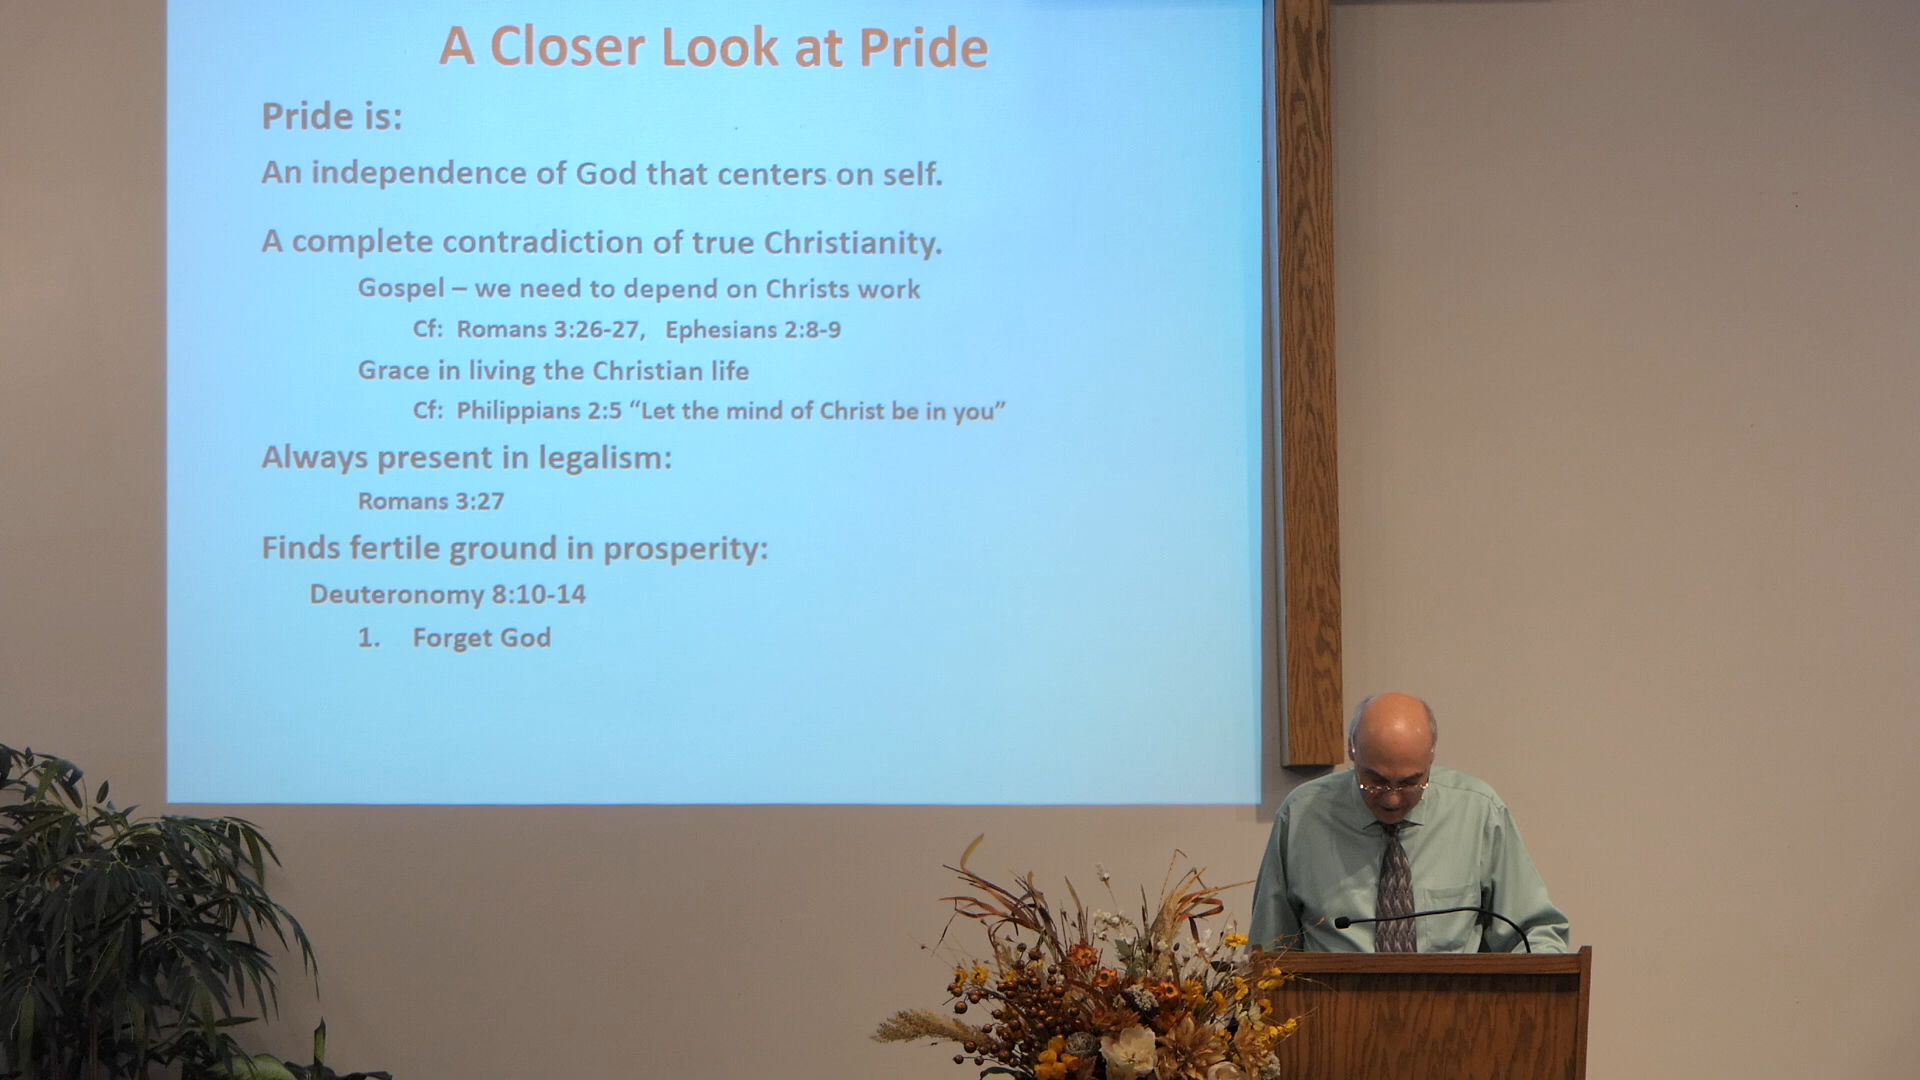 A Closer Look at Pride
Pride is:
An independence of God that centers on self.
A complete contradiction of true Christianity.
Gospel – we need to depend on Christs work
Cf: Romans 3:26-27, Ephesians 2:8-9
Grace in living the Christian life
Cf: Philippians 2:5 “Let the mind of Christ be in you”
Always present in legalism:
Romans 3:27
Finds fertile ground in prosperity:
Deuteronomy 8:10-14
1. Forget God